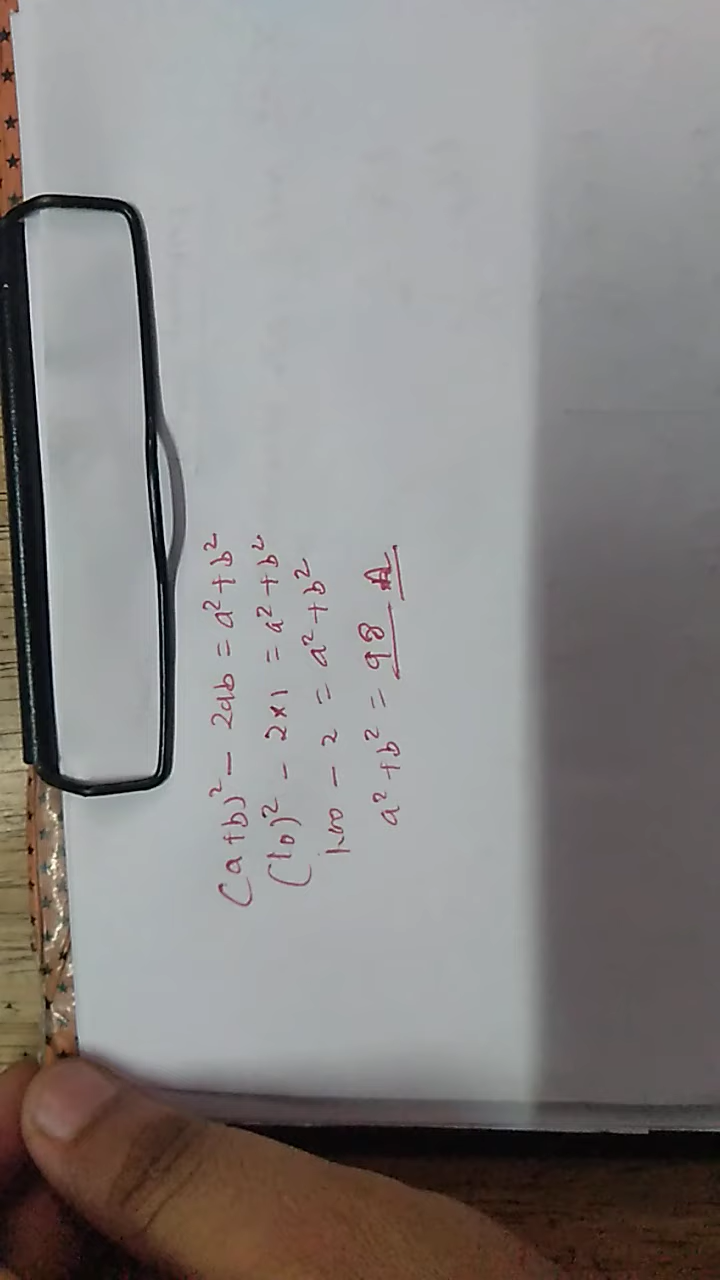 (a+b)² - 2ab = a²+b²
(10)² - 2×1 = a²+b²
100 - 2 = a²+b²
a²+b² = 98 A